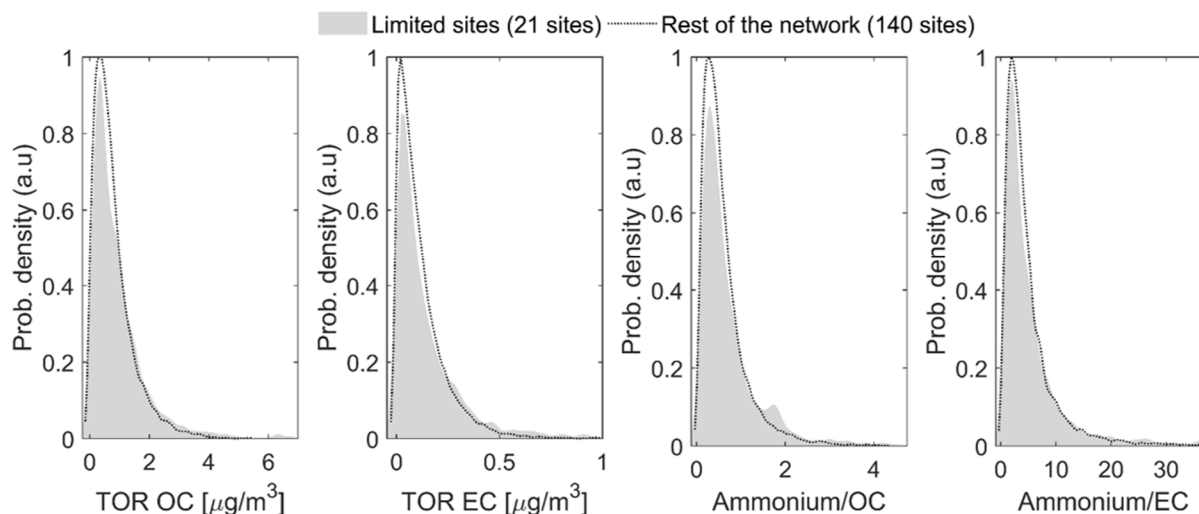 Limited sites (21 sites) Rest of the network (140 sites)
Prob. density (a.u)
1
0.8
0.6
0.4
0.2
0
0 2 4 6
TOR OC [μg/m³]
Prob. density (a.u)
1
0.8
0.6
0.4
0.2
0
0 0.5 1
TOR EC [μg/m³]
Prob. density (a.u)
1
0.8
0.6
0.4
0.2
0
0 2 4
Ammonium/OC
Prob. density (a.u)
1
0.8
0.6
0.4
0.2
0
0 10 20 30
Ammonium/EC